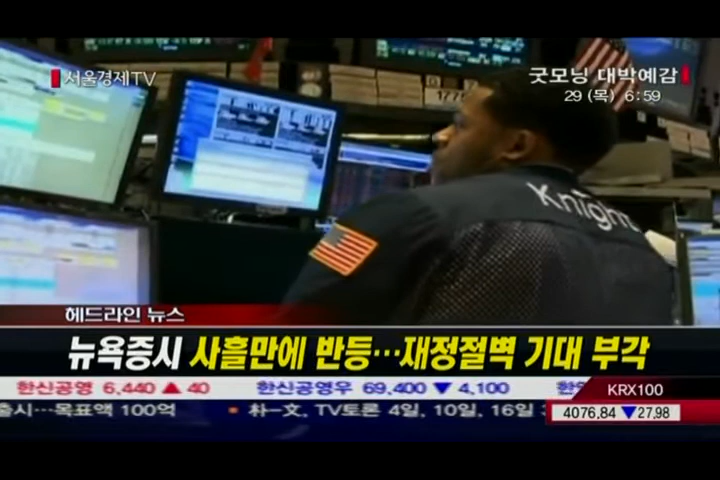 서울경제TV
굿모닝 대박예감
29 (목) 6:59
Knight
헤드라인 뉴스
뉴욕증시 사흘만에 반등…재정절벽 기대 부각
한신공영 6,440 ▲ 40 한신공영우 69,400 ▼ 4,100
KRX100
출시…목표액 100억 ▪ 朴-文, TV토론 4일, 10일, 16일
4076.84 ▼27.98